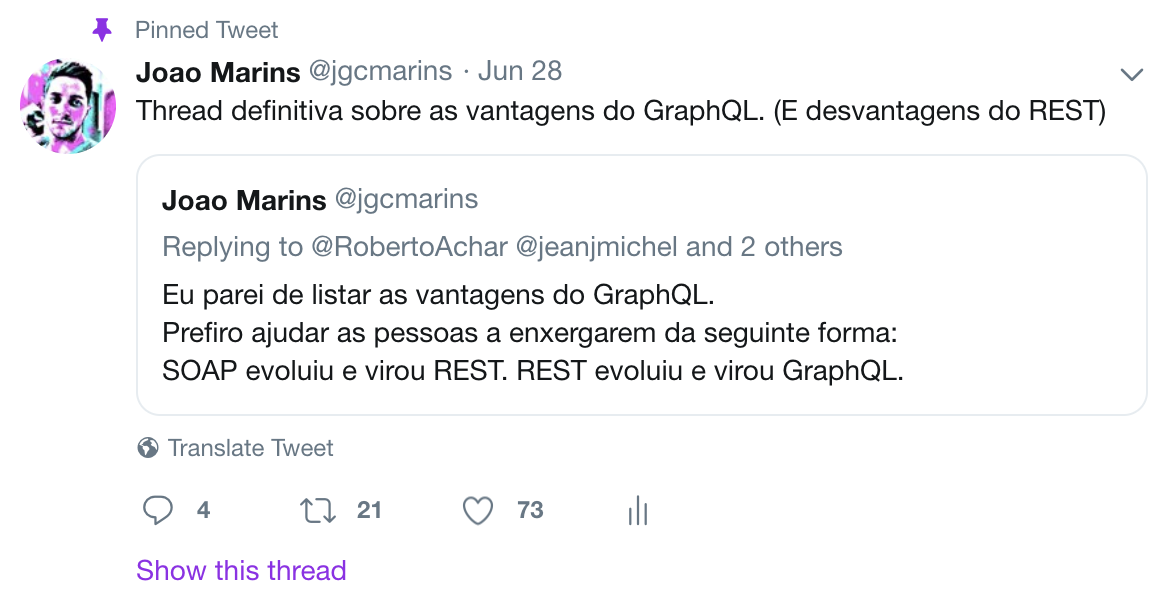 Pinned Tweet
Joao Marins @jgcmarins · Jun 28
Thread definitiva sobre as vantagens do GraphQL. (E desvantagens do REST)
Joao Marins @jgcmarins
Replying to @RobertoAchar @jeanjmichel and 2 others
Eu parei de listar as vantagens do GraphQL.
Prefiro ajudar as pessoas a enxergarem da seguinte forma:
SOAP evoluiu e virou REST. REST evoluiu e virou GraphQL.
Translate Tweet
4 21 73
Show this thread